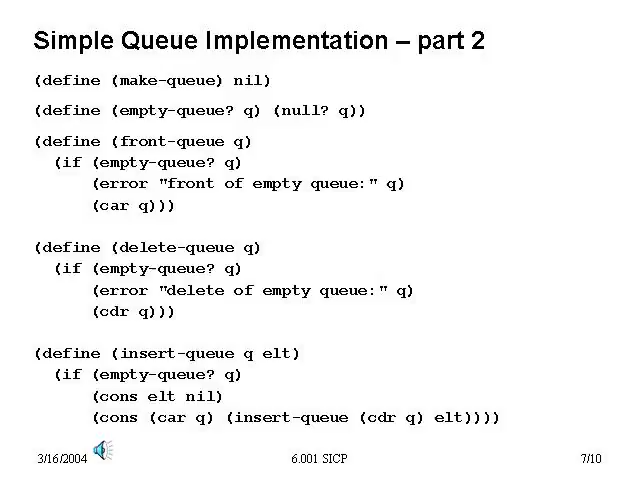 Simple Queue Implementation – part 2
(define (make-queue) nil)
(define (empty-queue? q) (null? q))
(define (front-queue q)
  (if (empty-queue? q)
      (error "front of empty queue:" q)
      (car q)))
(define (delete-queue q)
  (if (empty-queue? q)
      (error "delete of empty queue:" q)
      (cdr q)))
(define (insert-queue q elt)
  (if (empty-queue? q)
      (cons elt nil)
      (cons (car q) (insert-queue (cdr q) elt))))
3/16/2004 6.001 SICP 7/10